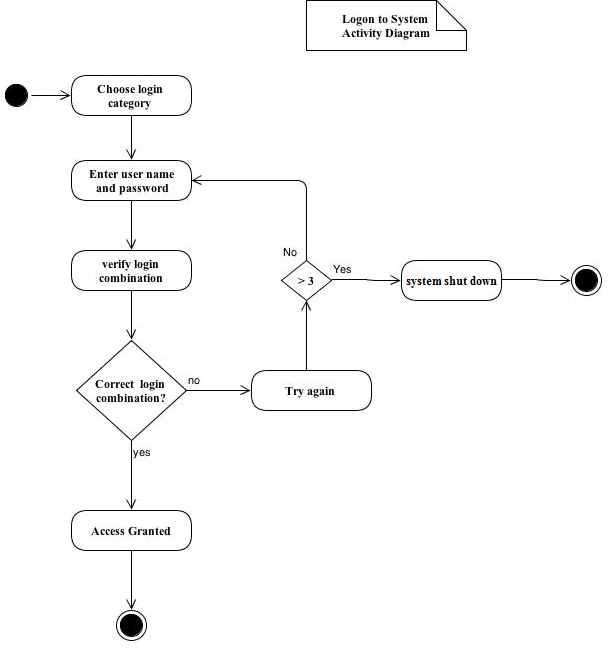 Logon to System
Activity Diagram
Choose login
category
Enter user name
and password
verify login
combination
No
Yes
> 3
system shut down
Correct login
combination?
no
Try again
yes
Access Granted